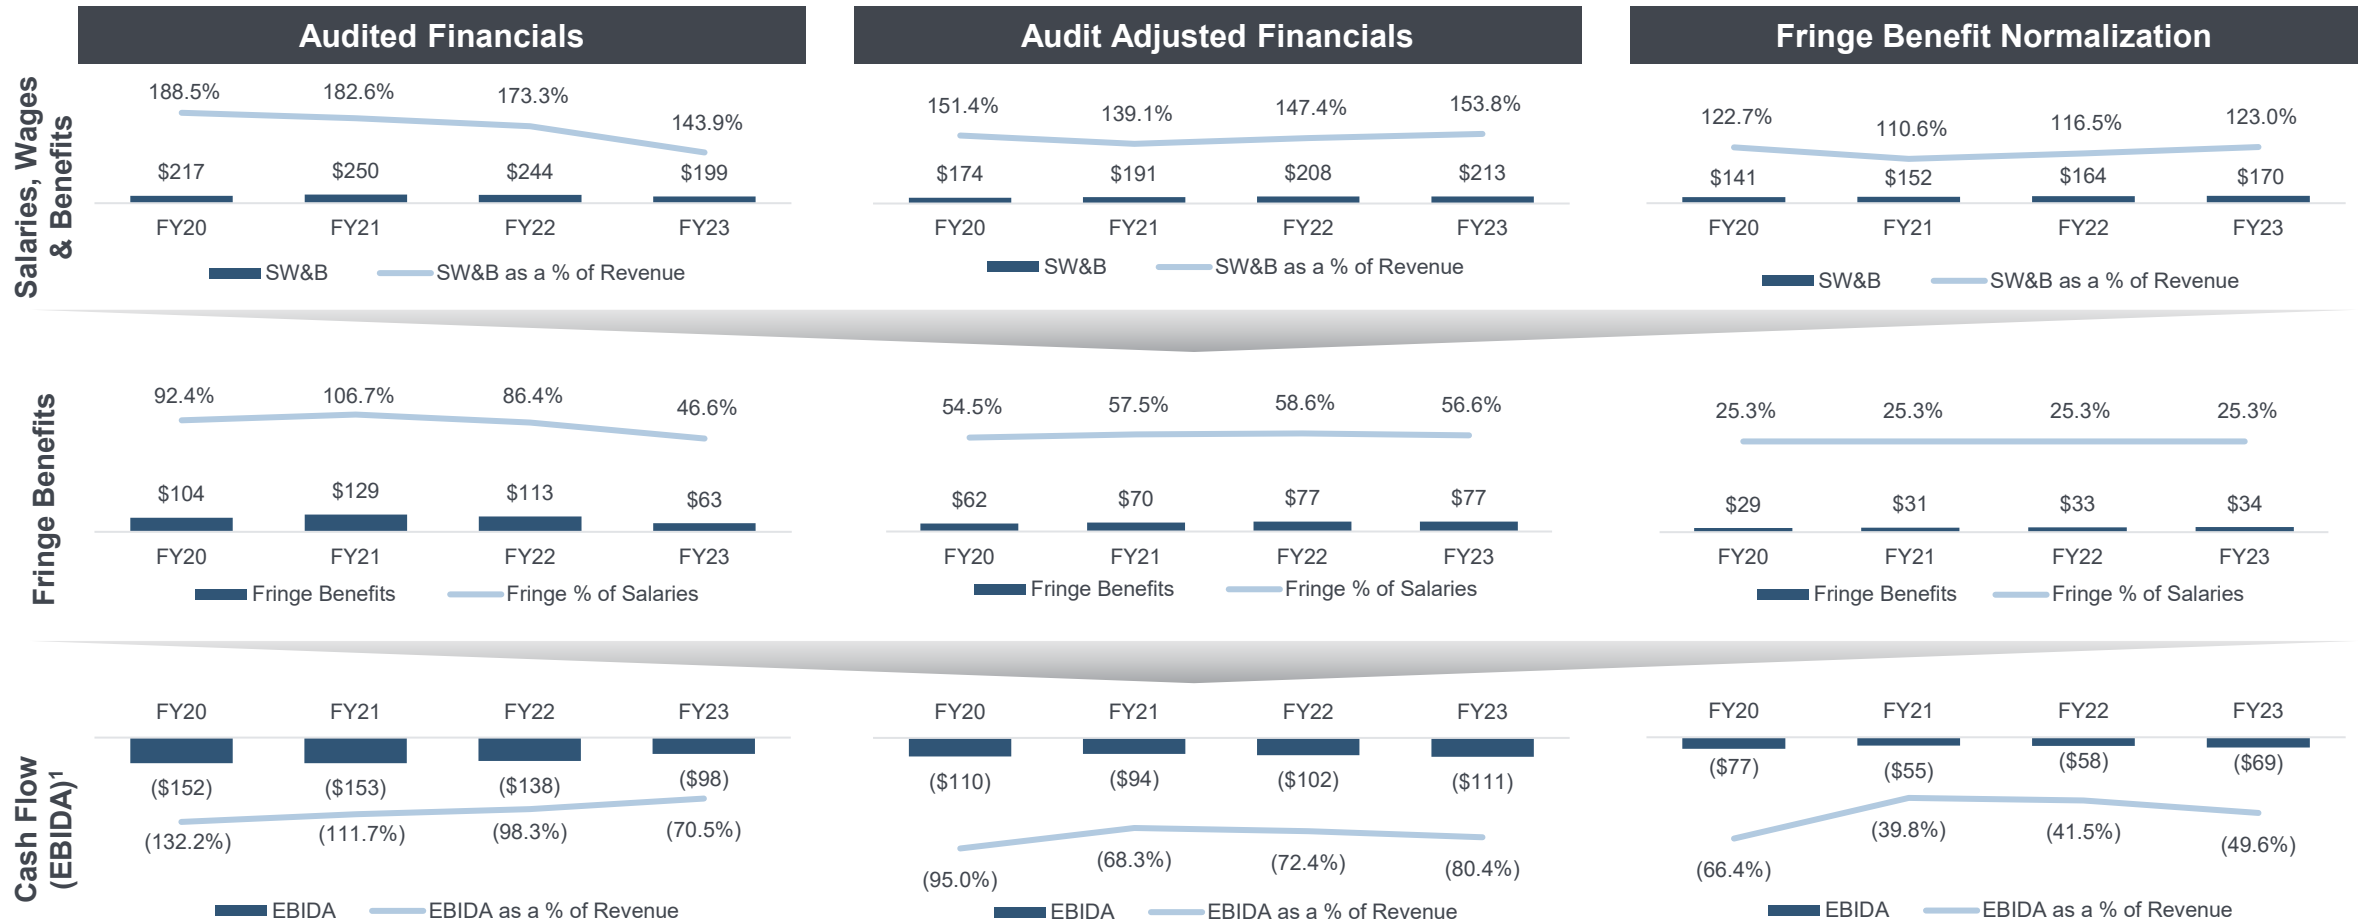 Audited Financials
Audit Adjusted Financials
Fringe Benefit Normalization
Salaries, Wages
& Benefits
188.5% 182.6% 173.3% 143.9%
$217 $250 $244 $199
FY20 FY21 FY22 FY23
SW&B SW&B as a % of Revenue
151.4% 139.1% 147.4% 153.8%
$174 $191 $208 $213
FY20 FY21 FY22 FY23
SW&B SW&B as a % of Revenue
122.7% 110.6% 116.5% 123.0%
$141 $152 $164 $170
FY20 FY21 FY22 FY23
SW&B SW&B as a % of Revenue
Fringe Benefits
92.4% 106.7% 86.4% 46.6%
$104 $129 $113 $63
FY20 FY21 FY22 FY23
Fringe Benefits Fringe % of Salaries
54.5% 57.5% 58.6% 56.6%
$62 $70 $77 $77
FY20 FY21 FY22 FY23
Fringe Benefits Fringe % of Salaries
25.3% 25.3% 25.3% 25.3%
$29 $31 $33 $34
FY20 FY21 FY22 FY23
Fringe Benefits Fringe % of Salaries
Cash Flow
(EBIDA)¹
FY20 FY21 FY22 FY23
($152) ($153) ($138) ($98)
(132.2%) (111.7%) (98.3%) (70.5%)
EBIDA EBIDA as a % of Revenue
FY20 FY21 FY22 FY23
($110) ($94) ($102) ($111)
(95.0%) (68.3%) (72.4%) (80.4%)
EBIDA EBIDA as a % of Revenue
FY20 FY21 FY22 FY23
($77) ($55) ($58) ($69)
(66.4%) (39.8%) (41.5%) (49.6%)
EBIDA EBIDA as a % of Revenue